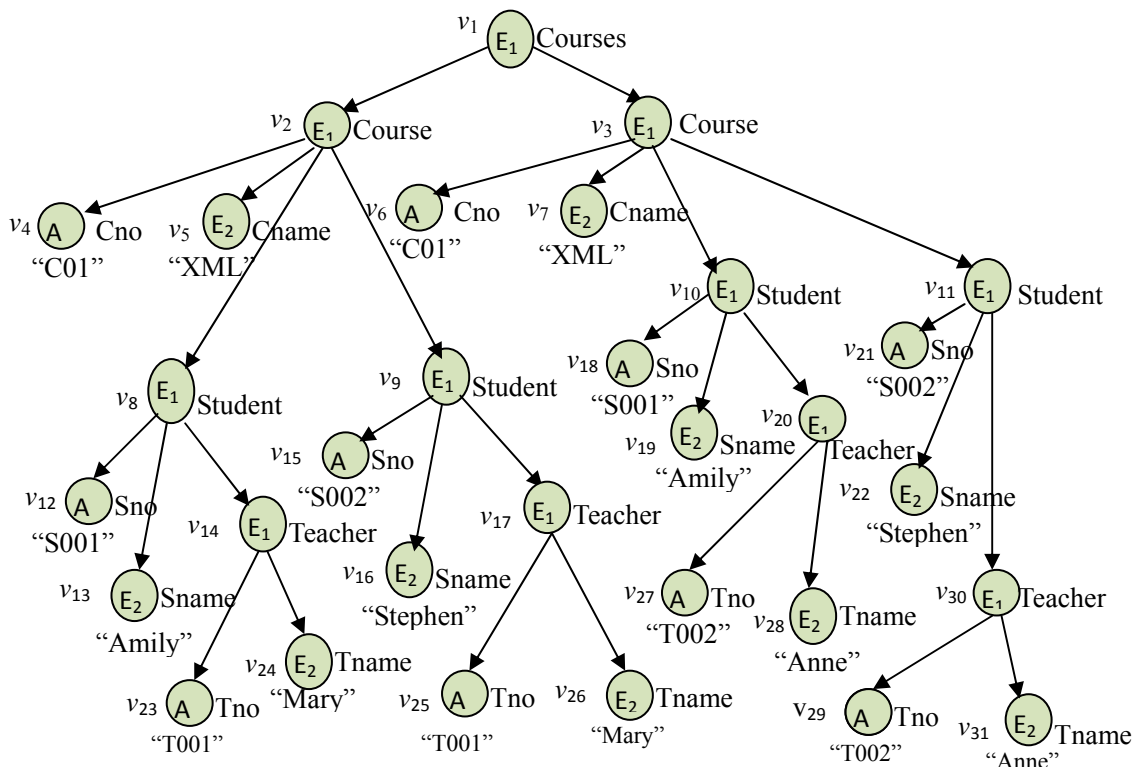 v1 E1 Courses
v2 E1 Course
v3 E1 Course
v4 A Cno
“C01”
v5 E2 Cname
“XML”
v6 A Cno
“C01”
v7 E2 Cname
“XML”
v10 E1 Student
v11 E1 Student
v8 E1 Student
v9 E1 Student
v18 A Sno
“S001”
v21 A Sno
“S002”
v19 E2 Sname
“Amily”
v20 E1
Teacher
v15 A Sno
“S002”
v12 A Sno
“S001”
v14 E1 Teacher
v17 E1 Teacher
v22 E2 Sname
“Stephen”
v13 E2 Sname
“Amily”
v16 E2 Sname
“Stephen”
v27 A Tno
“T002”
v28 E2 Tname
“Anne”
v30 E1 Teacher
v24 E2 Tname
“Mary”
v23 A Tno
“T001”
v25 A Tno
“T001”
v26 E2 Tname
“Mary”
v29 A Tno
“T002”
v31 E2 Tname
“Anne”